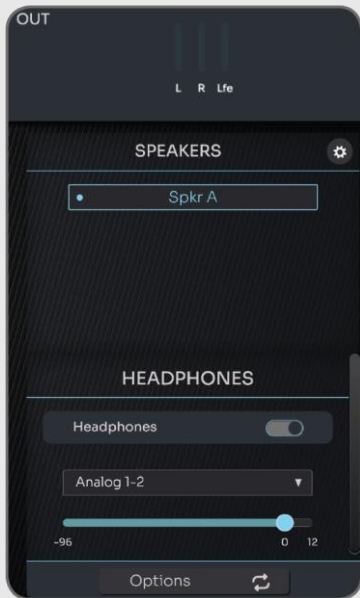 OUT
L R Lfe
SPEAKERS
Spkr A
HEADPHONES
Headphones
Analog 1-2
-96 0 12
Options